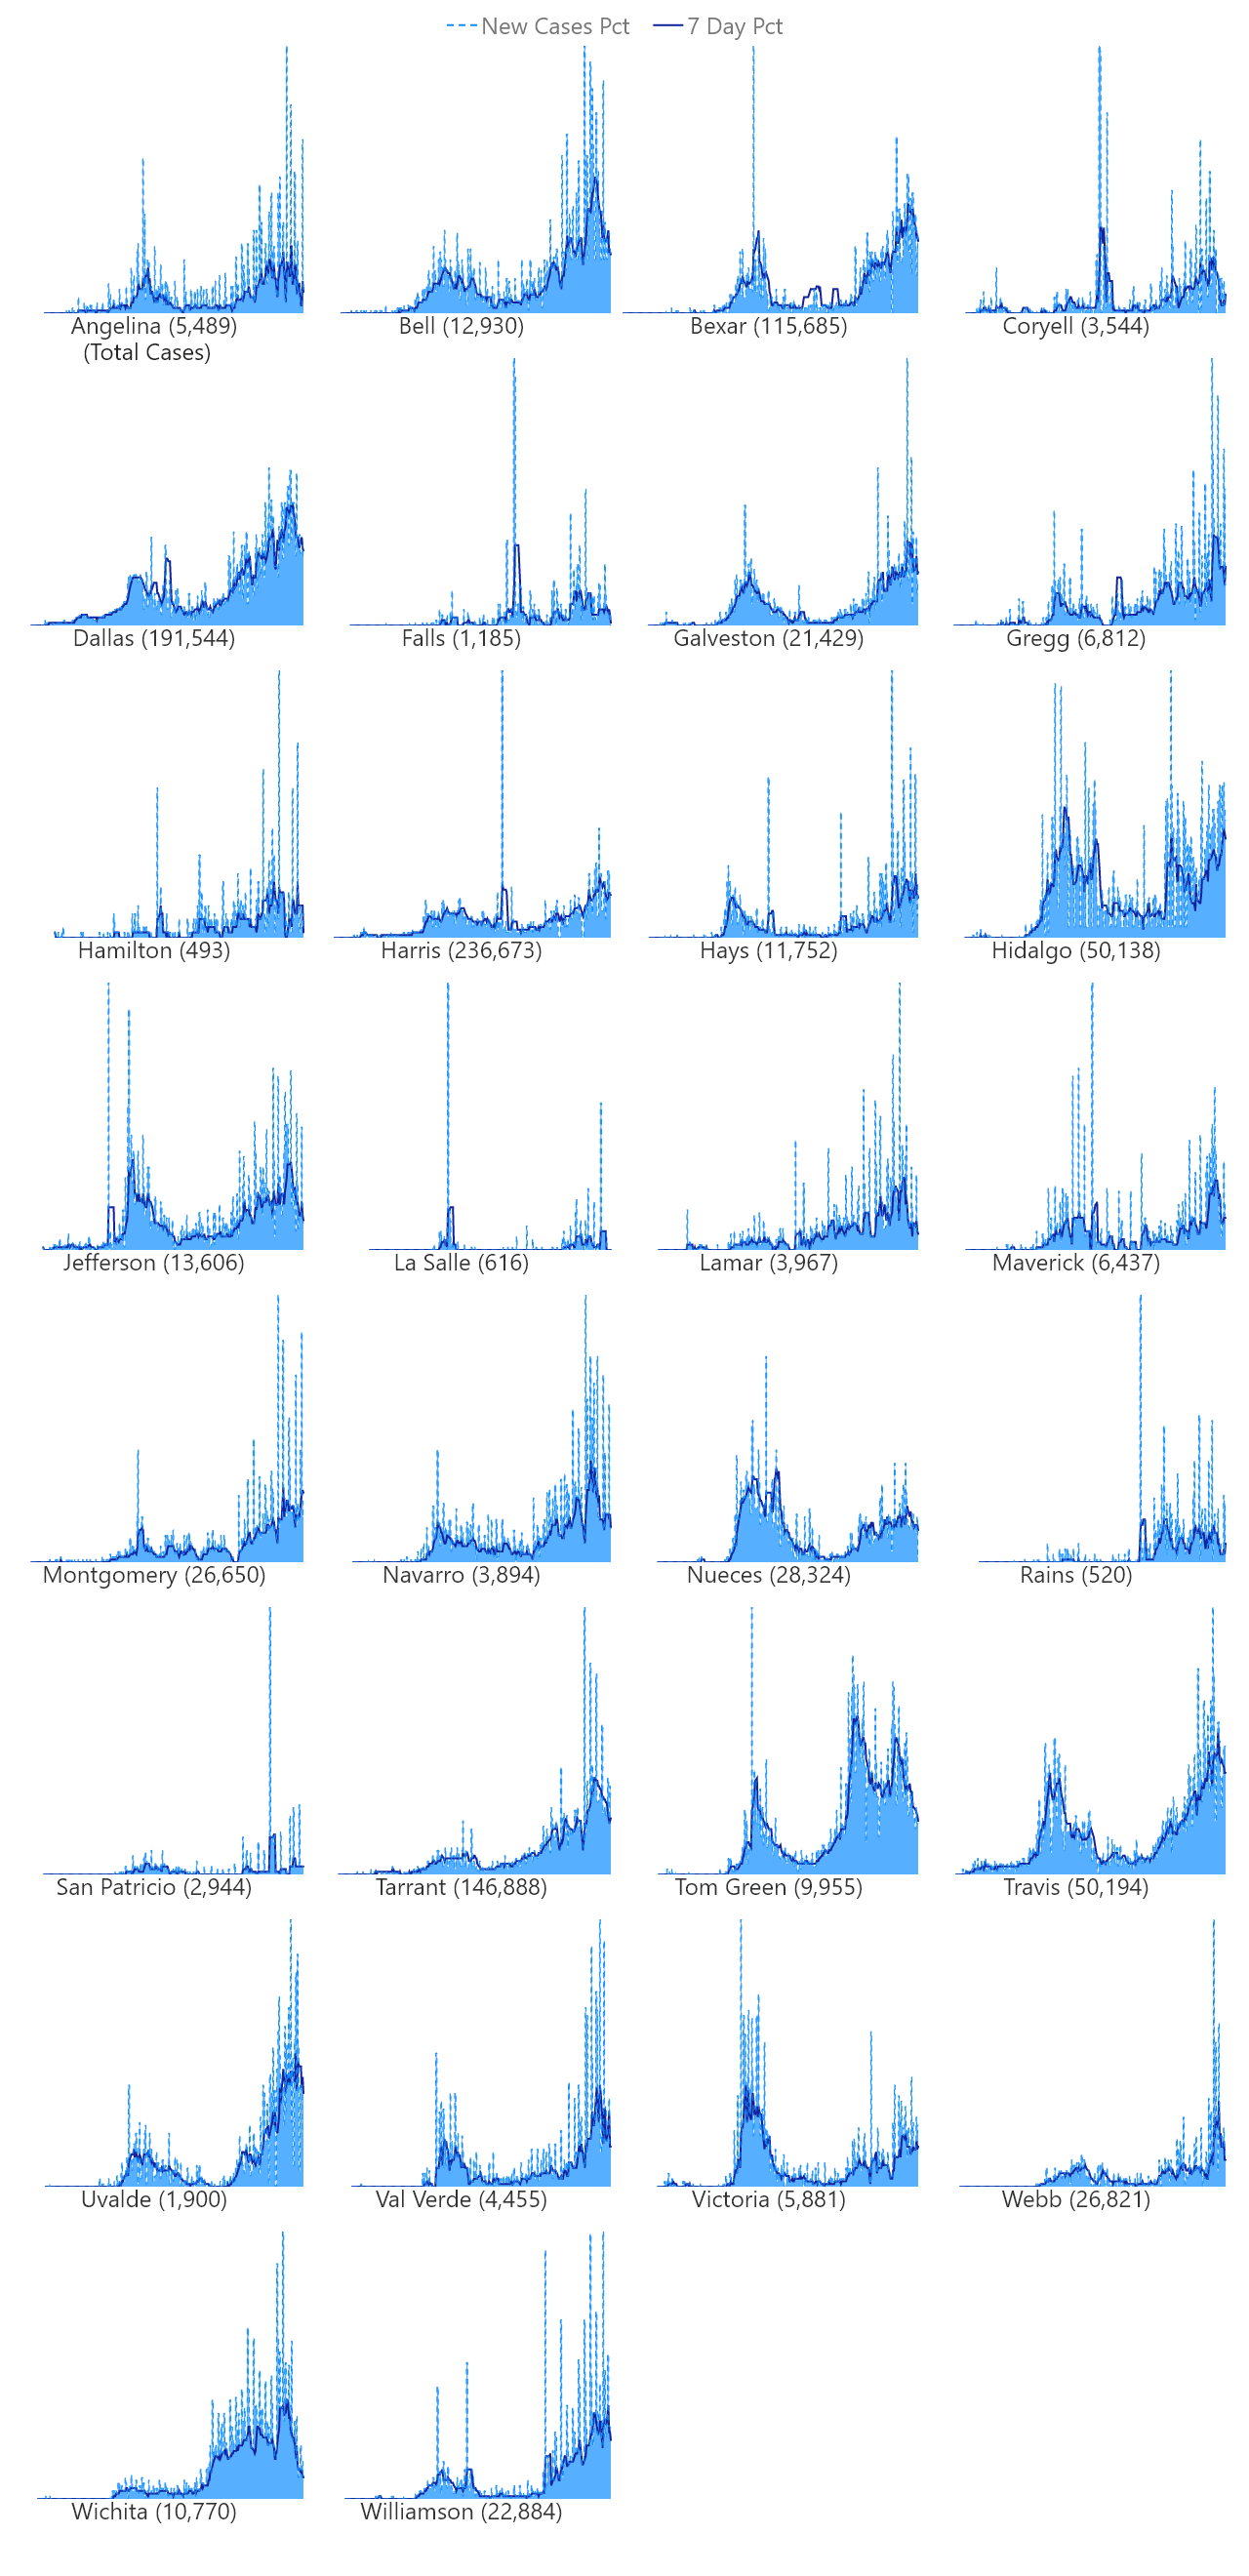 New Cases Pct 7 Day Pct
Angelina (5,489) Bell (12,930) Bexar (115,685) Coryell (3,544)
(Total Cases)
Dallas (191,544) Falls (1,185) Galveston (21,429) Gregg (6,812)
Hamilton (493) Harris (236,673) Hays (11,752) Hidalgo (50,138)
Jefferson (13,606) La Salle (616) Lamar (3,967) Maverick (6,437)
Montgomery (26,650) Navarro (3,894) Nueces (28,324) Rains (520)
San Patricio (2,944) Tarrant (146,888) Tom Green (9,955) Travis (50,194)
Uvalde (1,900) Val Verde (4,455) Victoria (5,881) Webb (26,821)
Wichita (10,770) Williamson (22,884)